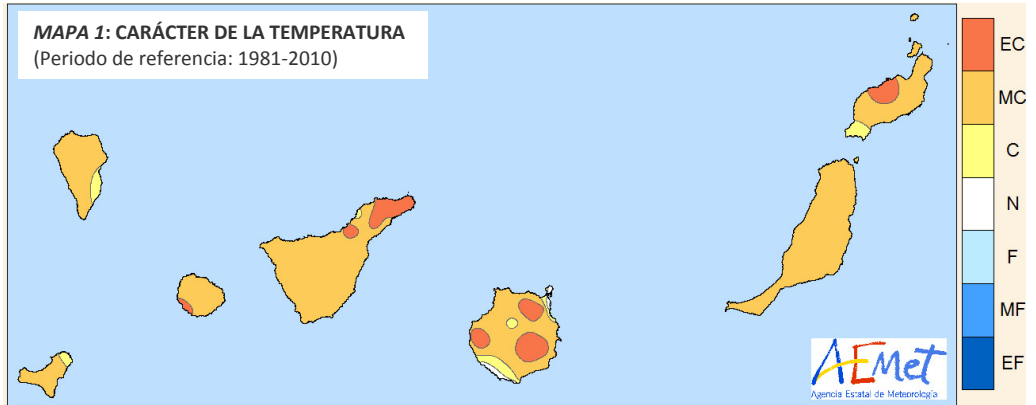 MAPA 1: CARÁCTER DE LA TEMPERATURA
(Periodo de referencia: 1981-2010)
EC
MC
C
N
F
MF
EF
AEMet
Agencia Estatal de Meteorología